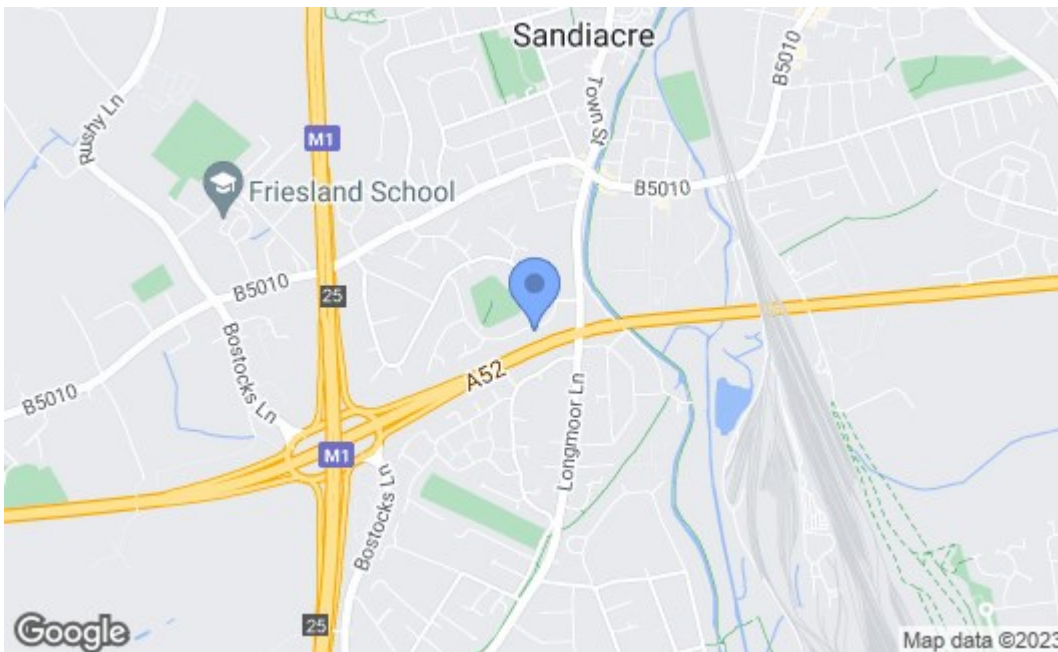 Sandiacre
B5010
Rushy Ln
Town St
M1
Friesland School
B5010
B5010
25
Bostocks Ln
A52
B5010
Longmoor Ln
M1
Bostocks Ln
25
Google
Map data ©2023